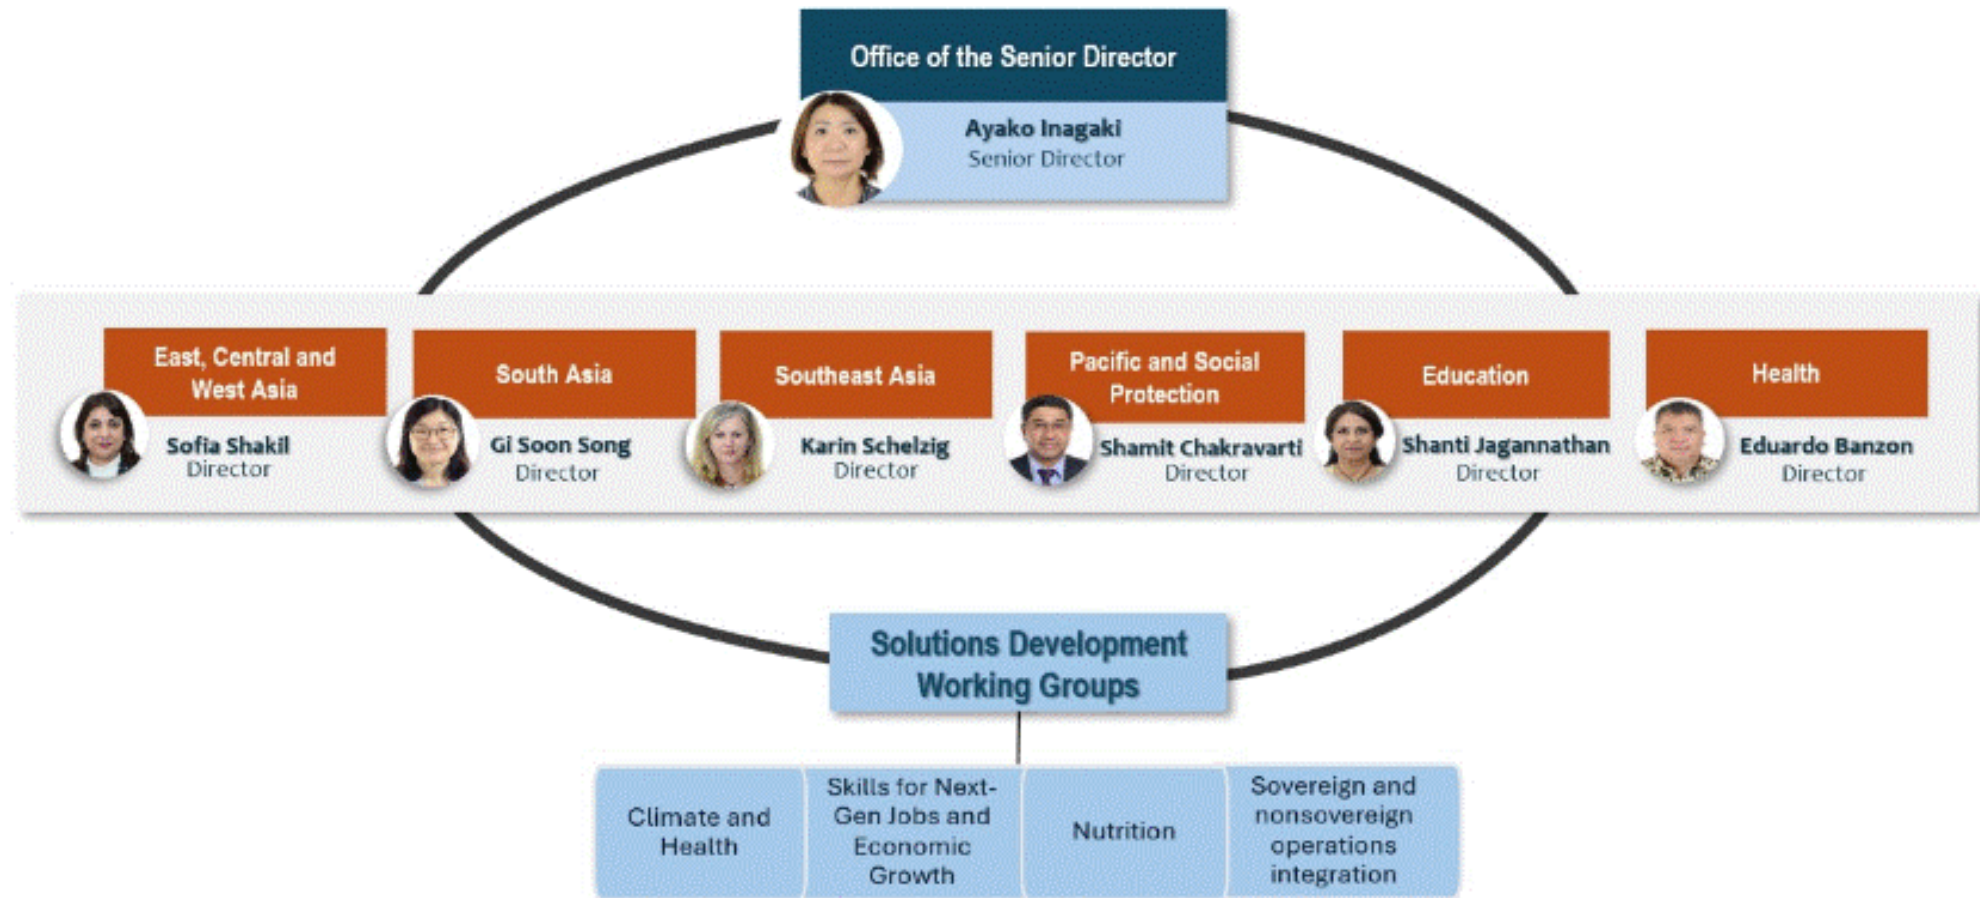 Office of the Senior Director
Ayako Inagaki
Senior Director
East, Central and
West Asia
Sofia Shakil
Director
South Asia
Gi Soon Song
Director
Southeast Asia
Karin Schelzig
Director
Pacific and Social
Protection
Shamit Chakravarti
Director
Education
Shanti Jagannathan
Director
Health
Eduardo Banzon
Director
Solutions Development
Working Groups
Climate and
Health
Skills for Next-
Gen Jobs and
Economic
Growth
Nutrition
Sovereign and
nonsovereign
operations
integration